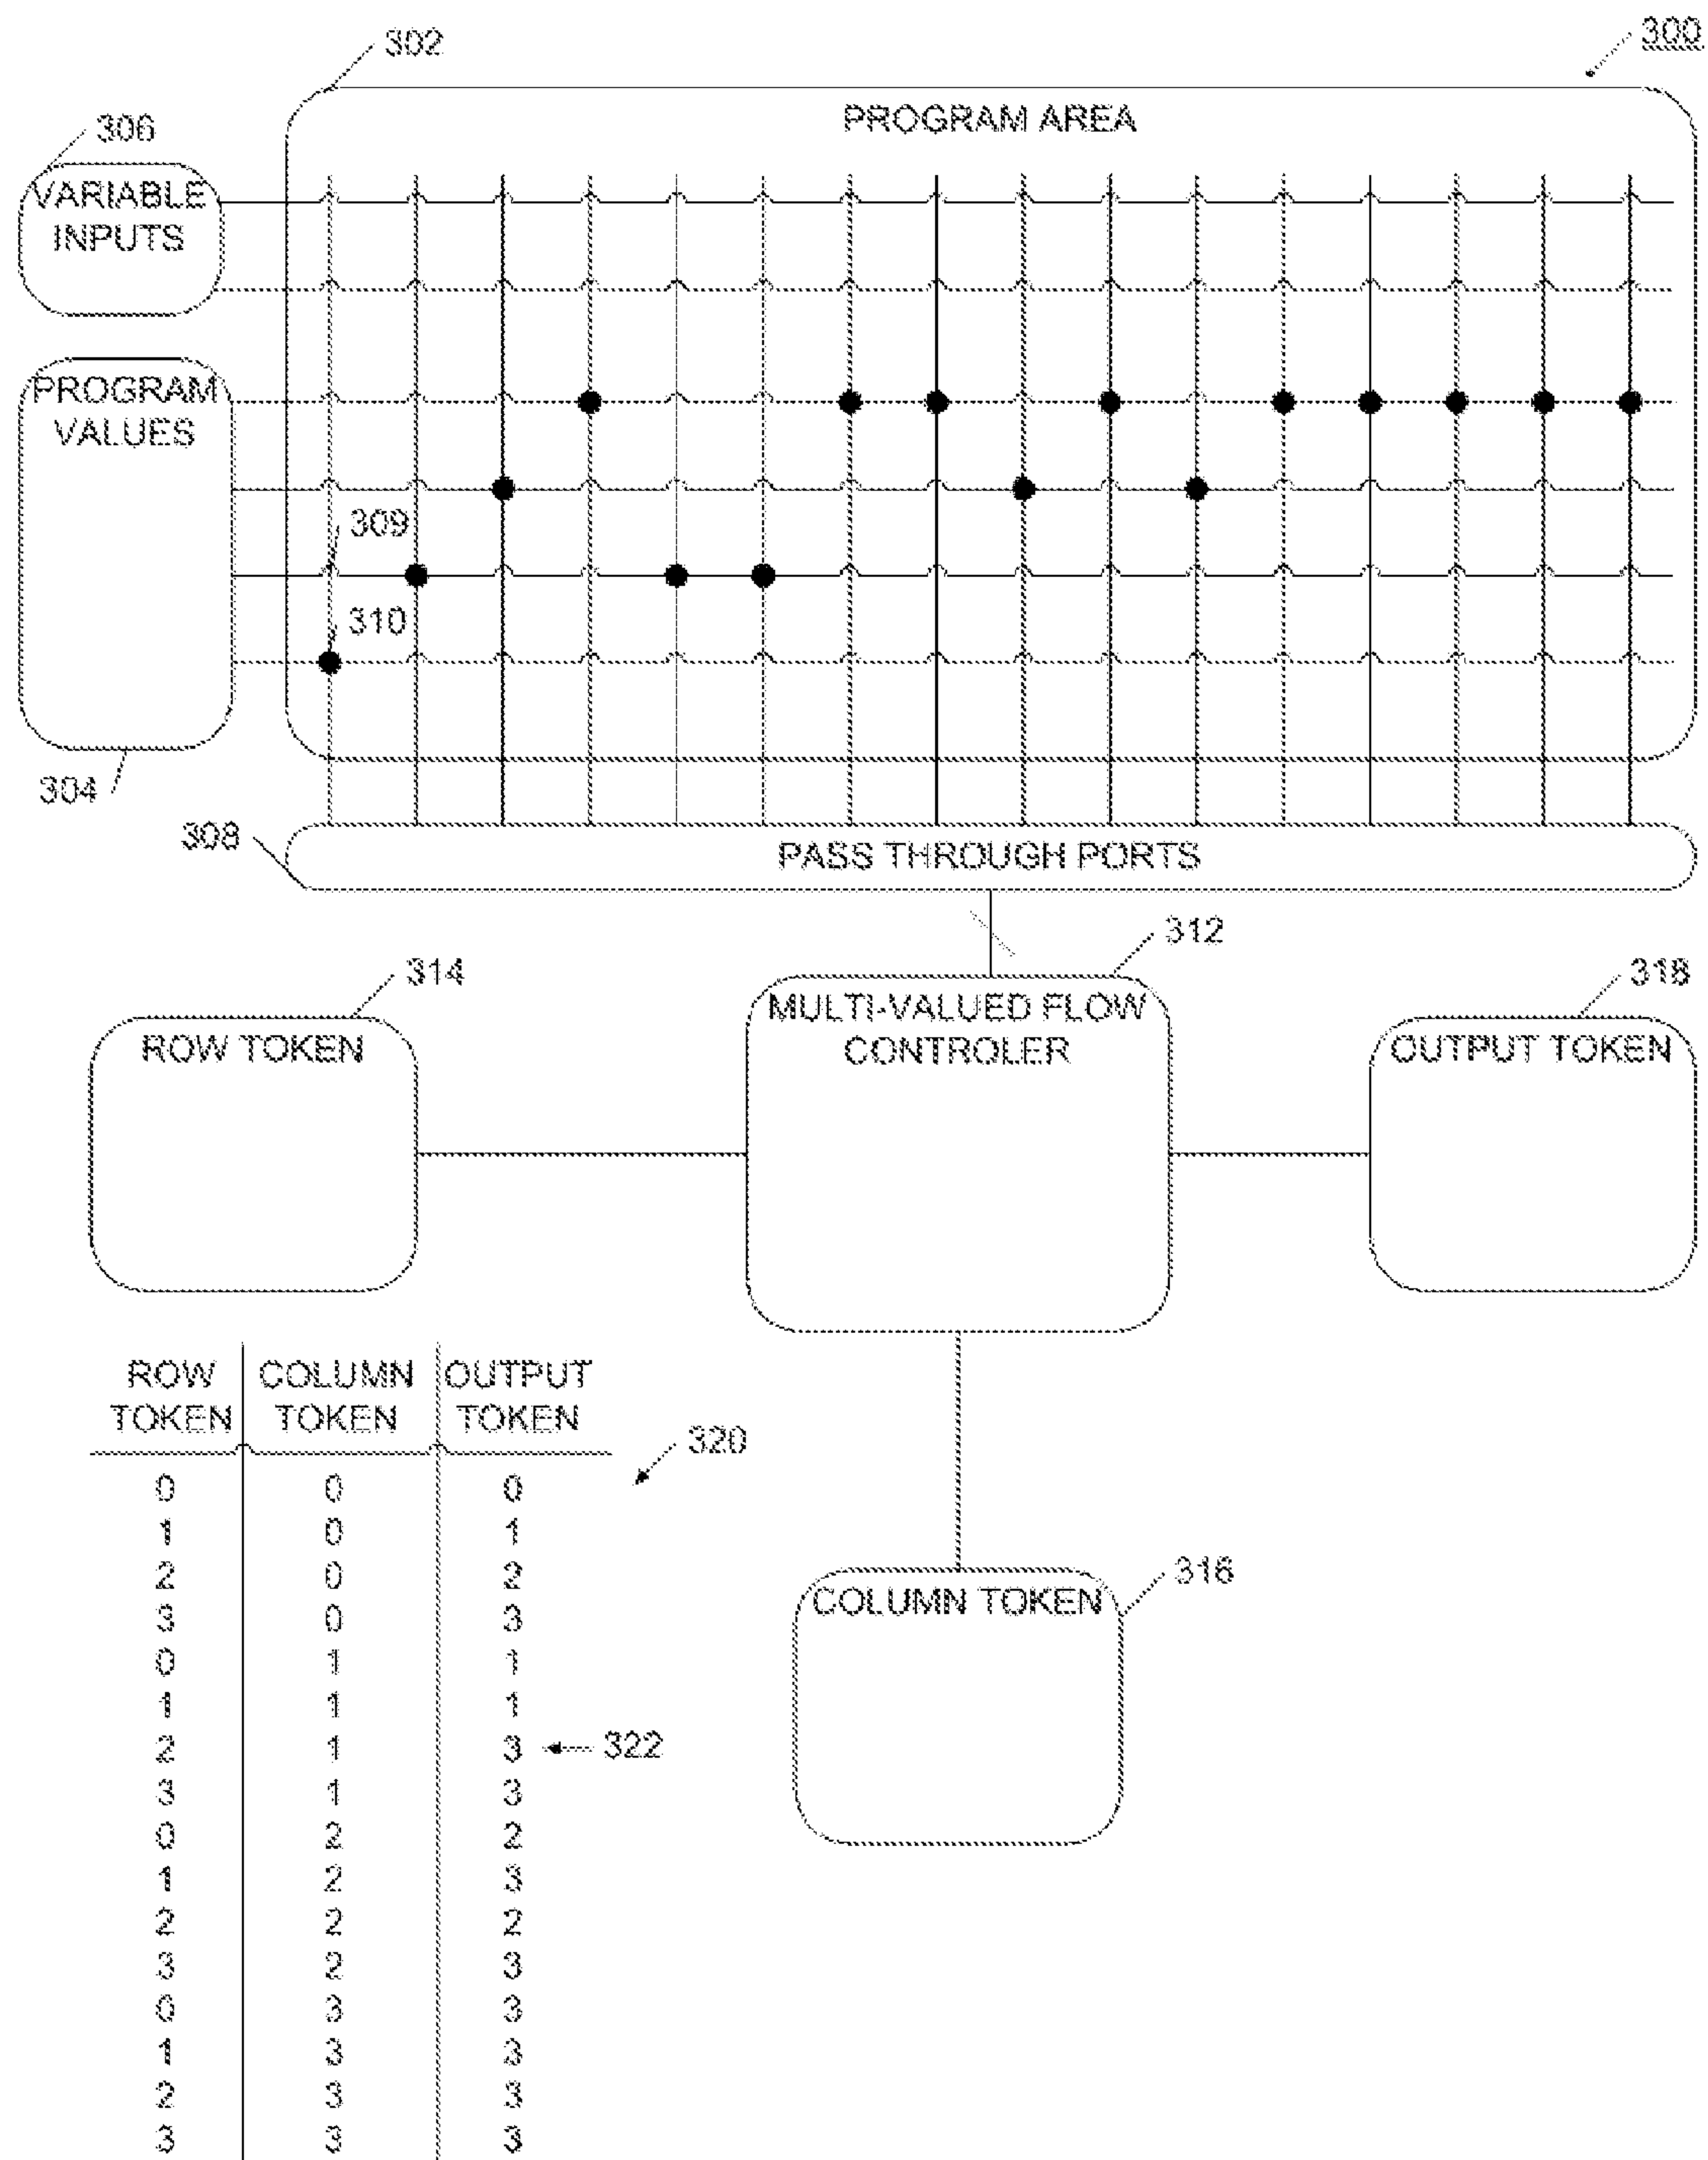 302
300
PROGRAM AREA
306
VARIABLE
INPUTS
PROGRAM
VALUES
309
310
304
308
PASS THROUGH PORTS
312
314
318
MULTI-VALUED FLOW
CONTROLER
ROW TOKEN
OUTPUT TOKEN
ROW TOKEN COLUMN TOKEN OUTPUT TOKEN
320
0 0 0
1 0 1
2 0 2
3 0 3
0 1 1
1 1 1
2 1 3 322
3 1 3
0 2 2
1 2 3
2 2 2
3 2 3
0 3 3
1 3 3
2 3 3
3 3 3
316
COLUMN TOKEN